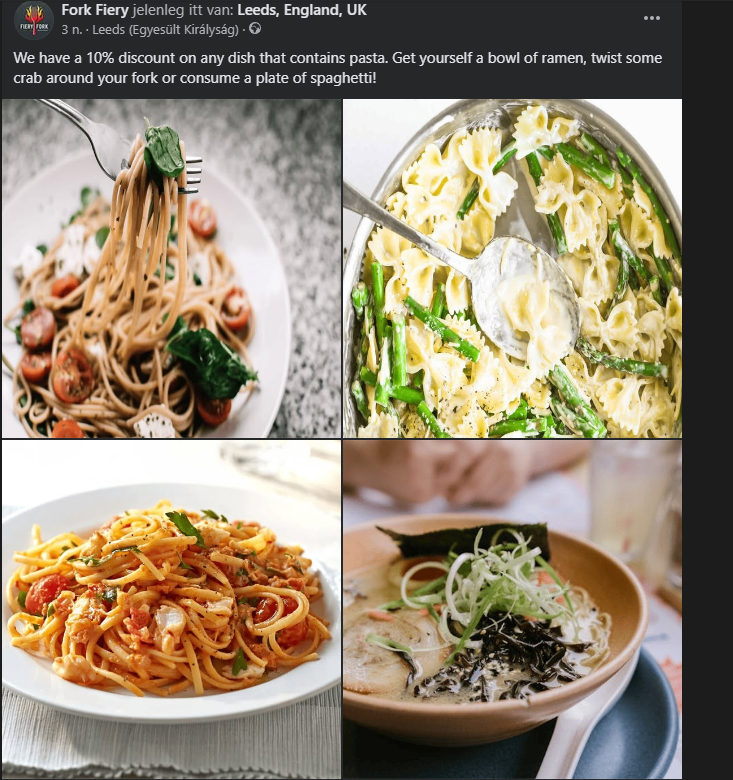 Fork Fiery jelenleg itt van: Leeds, England, UK
3 n. · Leeds (Egyesült Királyság) ·
We have a 10% discount on any dish that contains pasta. Get yourself a bowl of ramen, twist some
crab around your fork or consume a plate of spaghetti!
FIERY FORK